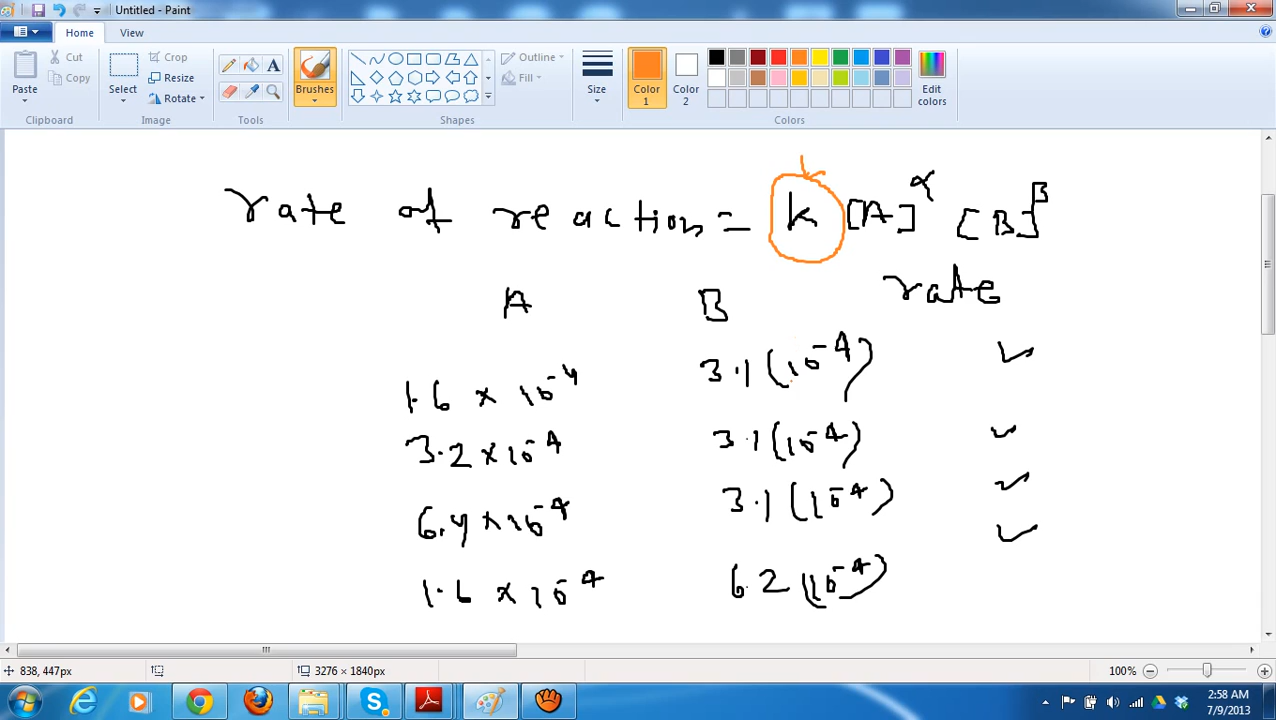 Untitled - Paint
Home View
Paste
Cut
Copy
Clipboard
Select
Crop
Resize
Rotate
Image
Tools
Brushes
Shapes
Outline
Fill
Size
Color 1
Color 2
Edit colors
Colors
rate of reaction = k [A]^α [B]^β
A B rate
1.6 × 10^-4 3.1 (10^-4) ✓
3.2 × 10^-4 3.1 (10^-4) ✓
6.4 × 10^-4 3.1 (10^-4) ✓
1.6 × 10^-4 6.2 (10^-4) ✓
838, 447px 3276 × 1840px 100%
2:58 AM
7/9/2013